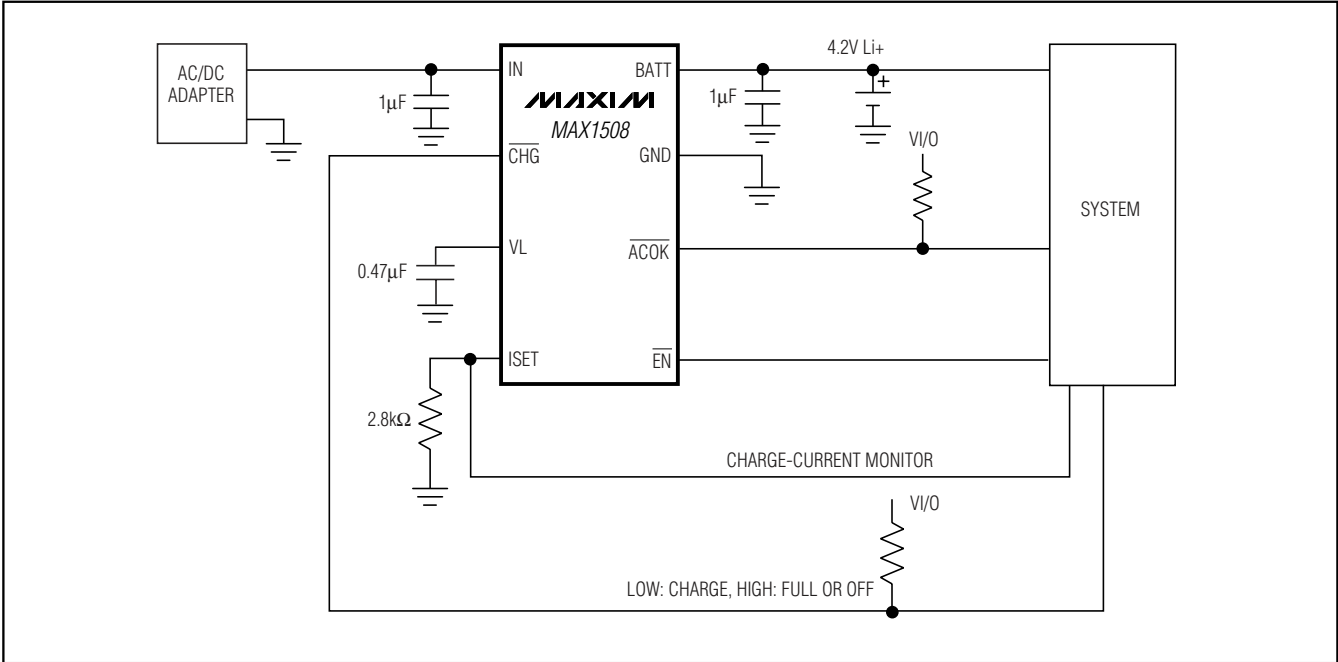 AC/DC
ADAPTER
1µF
IN
BATT
MAXIM
MAX1508
1µF
4.2V Li+
+
CHG
GND
VI/O
SYSTEM
VL
ACOK
0.47µF
ISET
EN
2.8kΩ
CHARGE-CURRENT MONITOR
VI/O
LOW: CHARGE, HIGH: FULL OR OFF